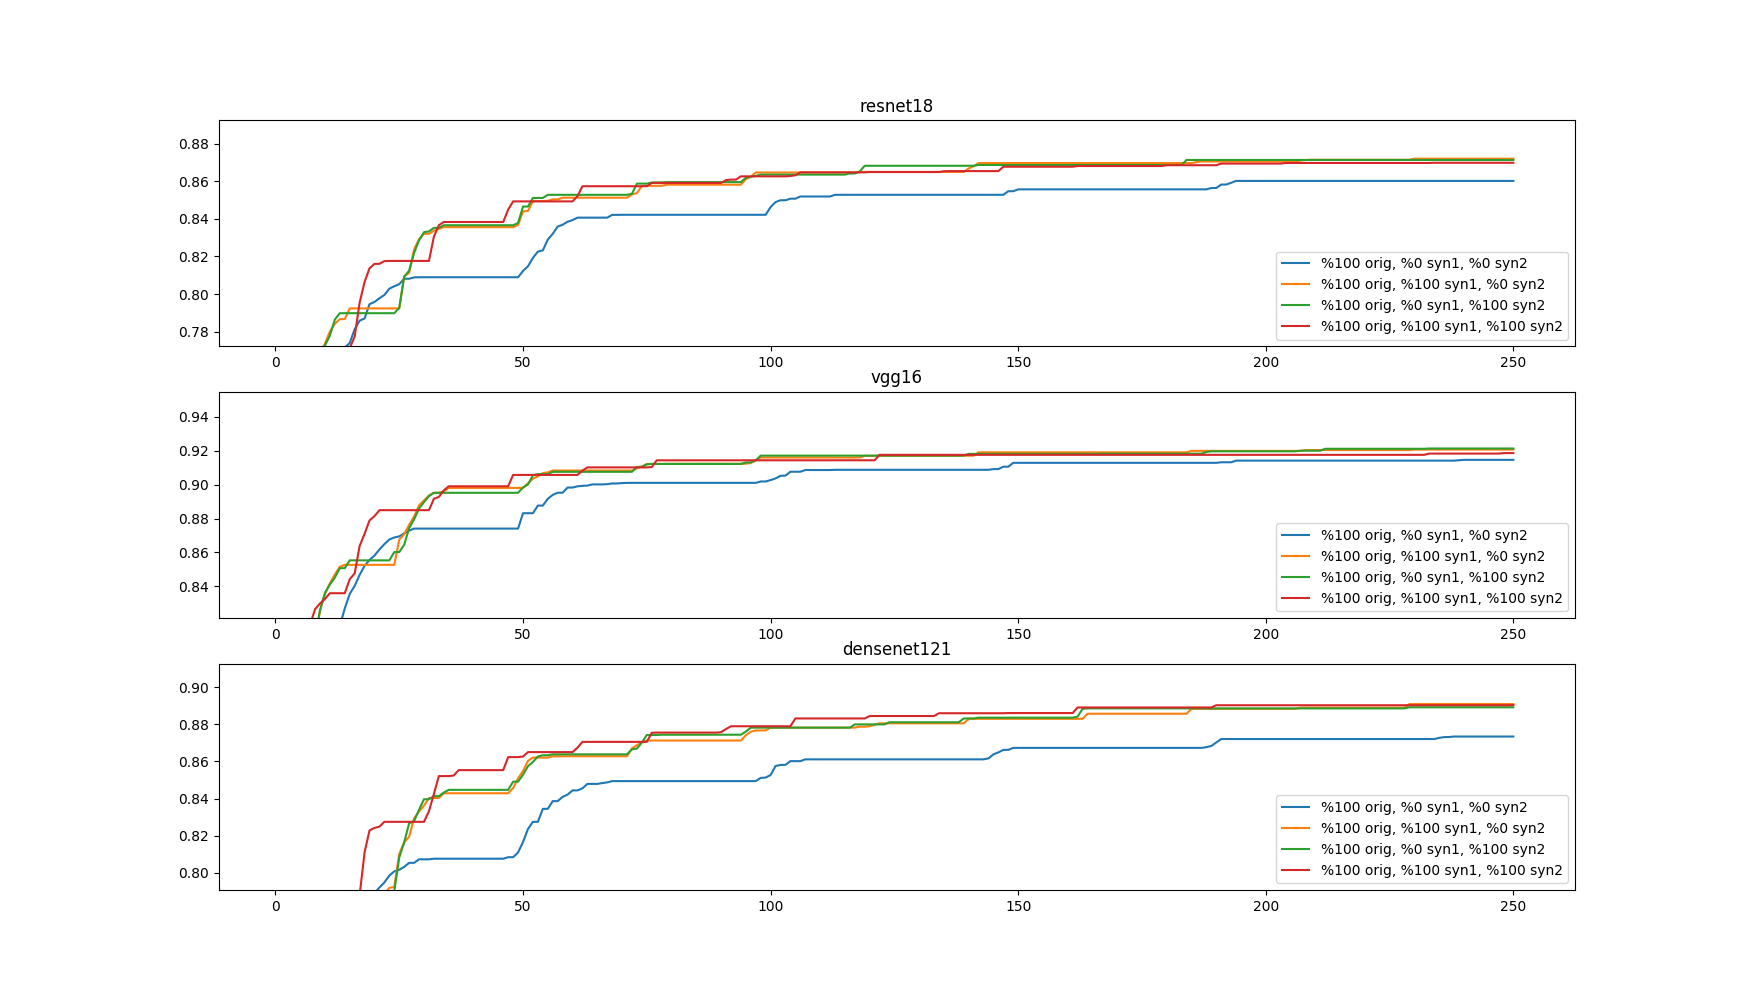 resnet18
0.88
0.86
0.84
0.82
0.80
0.78
%100 orig, %0 syn1, %0 syn2
%100 orig, %100 syn1, %0 syn2
%100 orig, %0 syn1, %100 syn2
%100 orig, %100 syn1, %100 syn2
0 50 100 150 200 250
vgg16
0.94
0.92
0.90
0.88
0.86
0.84
%100 orig, %0 syn1, %0 syn2
%100 orig, %100 syn1, %0 syn2
%100 orig, %0 syn1, %100 syn2
%100 orig, %100 syn1, %100 syn2
0 50 100 150 200 250
densenet121
0.90
0.88
0.86
0.84
0.82
0.80
%100 orig, %0 syn1, %0 syn2
%100 orig, %100 syn1, %0 syn2
%100 orig, %0 syn1, %100 syn2
%100 orig, %100 syn1, %100 syn2
0 50 100 150 200 250